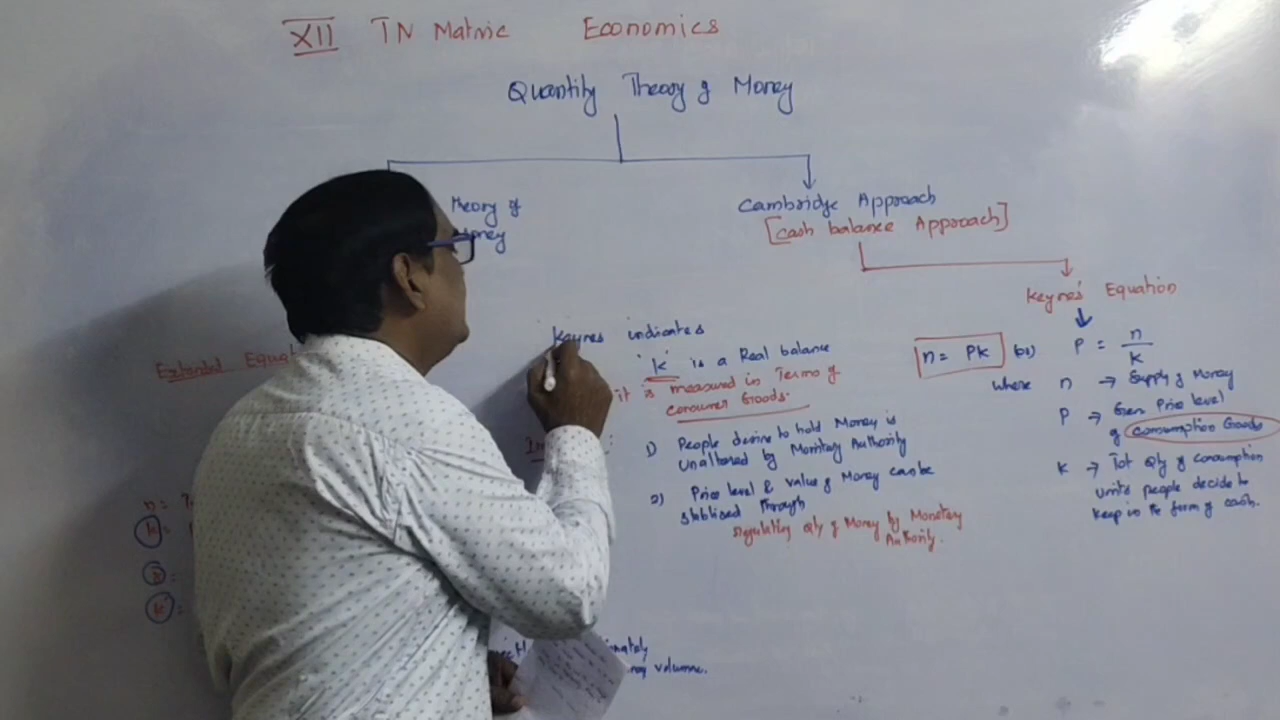 XII TN Matric Economics
Quantity Theory of Money
Theory of
Money
Cambridge Approach
[Cash balance Approach]
Keynes' Equation
n = Pk (or) P = n/k
where n → Supply of Money
P → Gen Price level
of Consumption Goods
k → Tot Qty of Consumption
units people decide to
keep in the form of cash.
Keynes indicates
'k' is a Real balance
it is measured in Terms of
consumer Goods.
1) People desire to hold Money is
unaltered by Monitary Authority
2) Price level & value of Money can be
stablised through
regulating Qty of Money by Monetary
Authority.
Extended Equat
n =
k =
r =
k' =
volume.